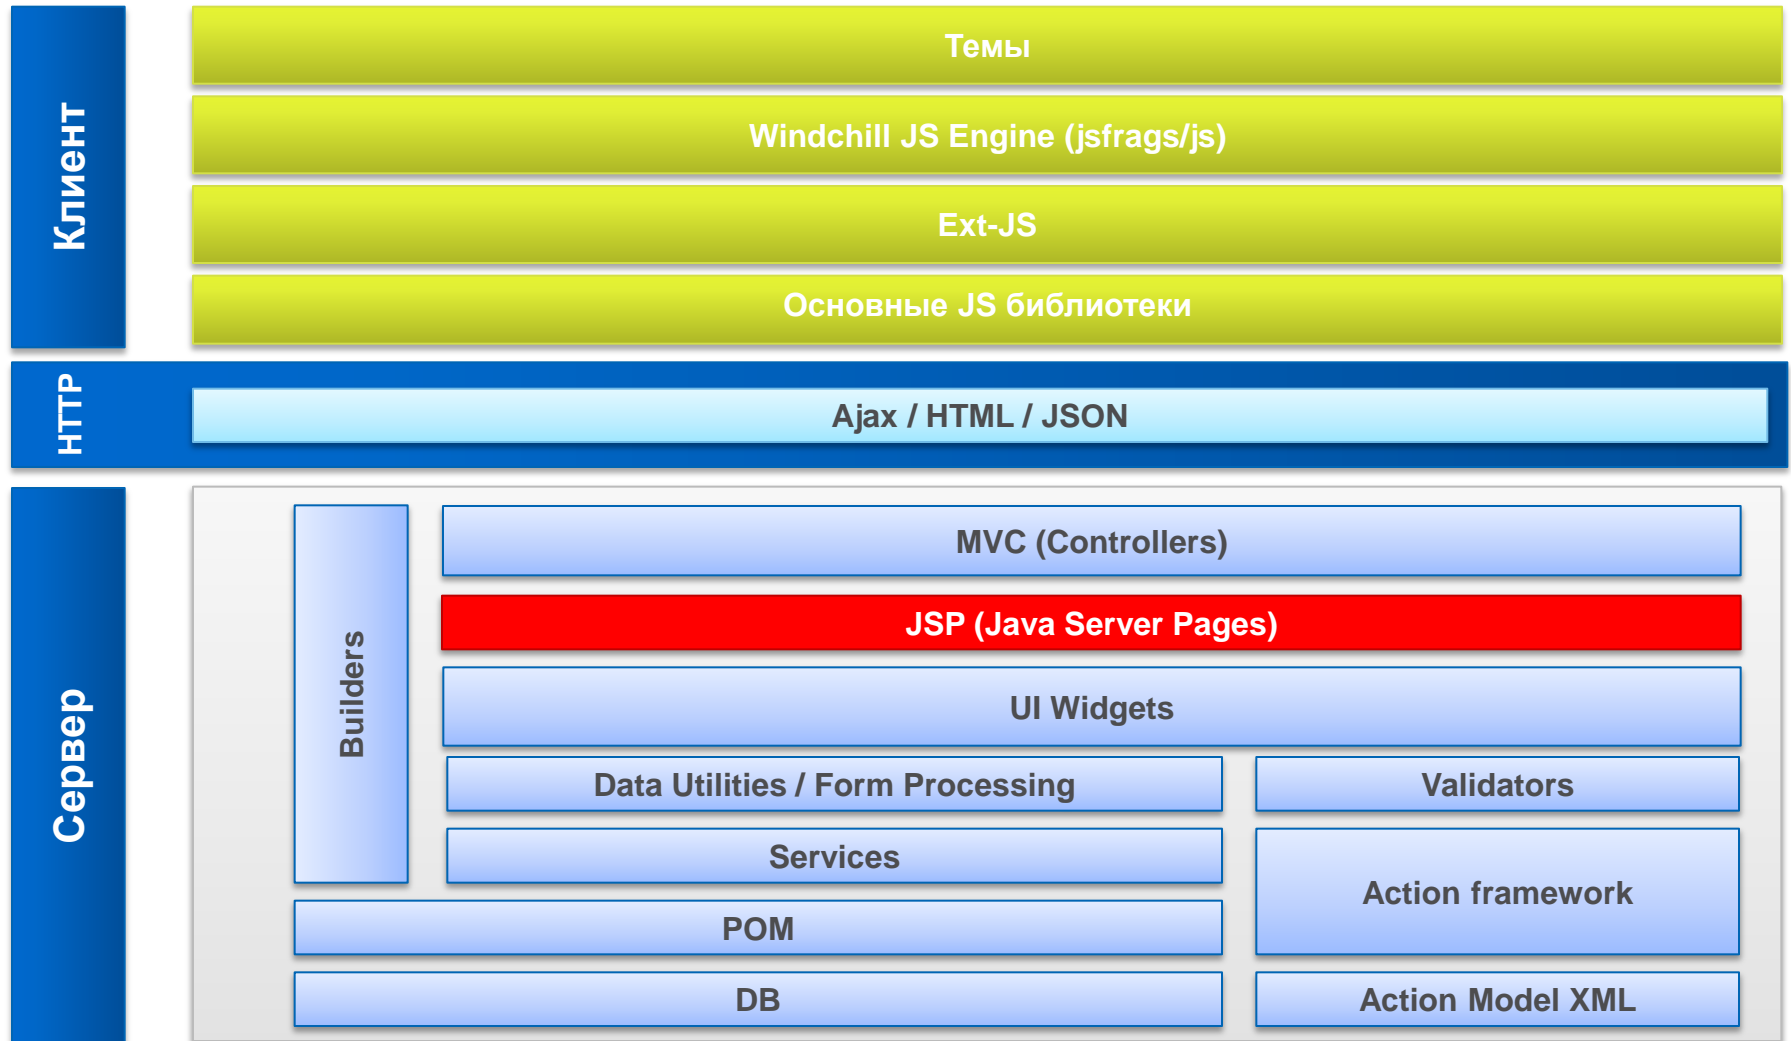 Клиент
Темы
Windchill JS Engine (jsfrags/js)
Ext-JS
Основные JS библиотеки
HTTP
Ajax / HTML / JSON
Сервер
Builders
MVC (Controllers)
JSP (Java Server Pages)
UI Widgets
Data Utilities / Form Processing
Validators
Services
Action framework
POM
DB
Action Model XML